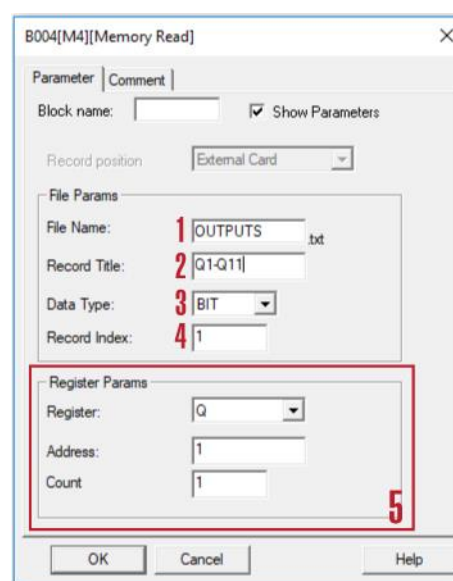 B004[M4][Memory Read]
Parameter Comment
Block name: Show Parameters
Record position External Card
File Params
File Name: 1 OUTPUTS .txt
Record Title: 2 Q1-Q11
Data Type: 3 BIT
Record Index: 4 1
Register Params
Register: Q
Address: 1
Count 1
5
OK Cancel Help